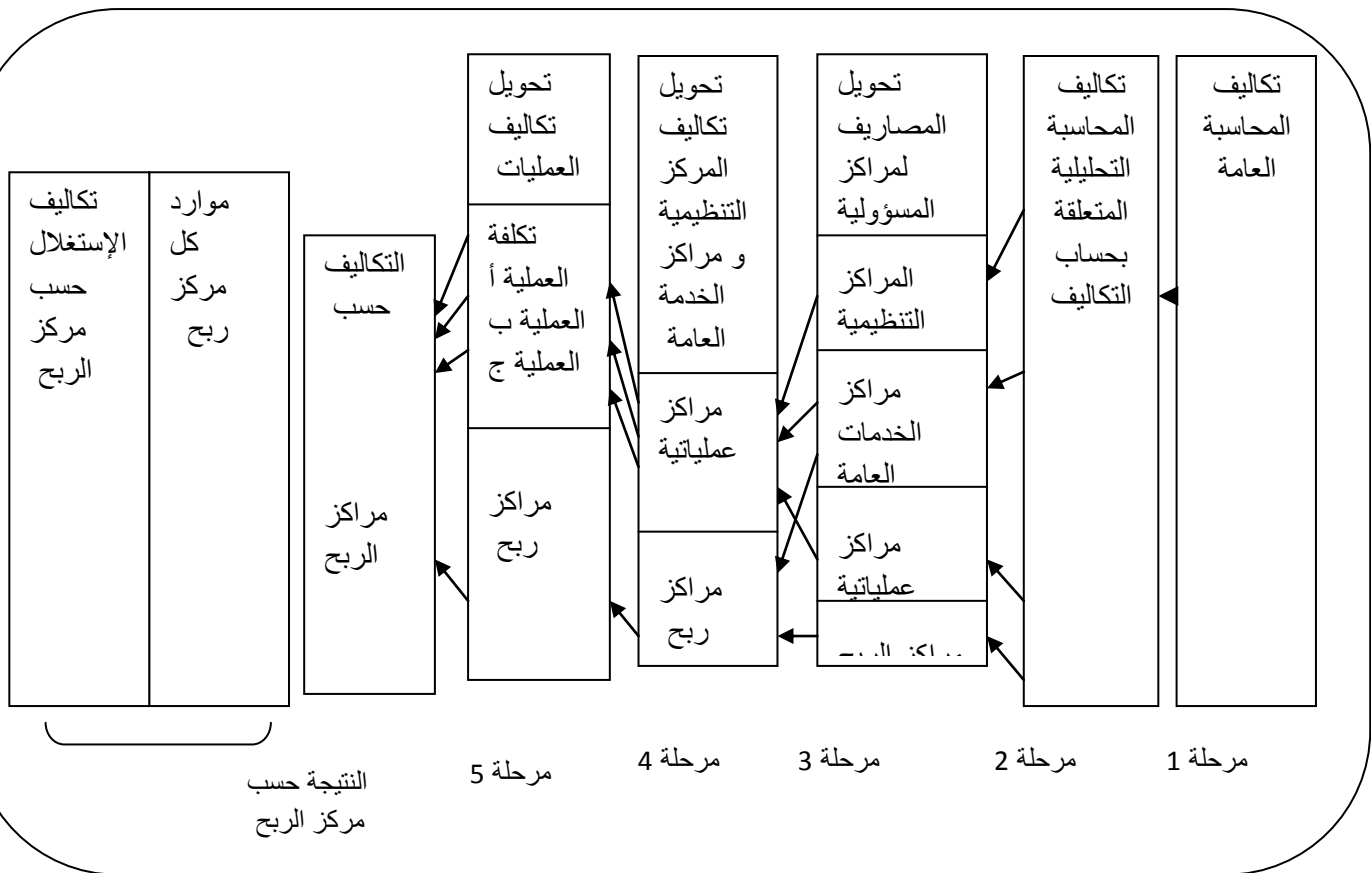 تكاليف
المحاسبة
العامة
تكاليف
المحاسبة
التحليلية
المتعلقة
بحساب
التكاليف
تحويل
المصاريف
لمراكز
المسؤولية
المراكز
التنظيمية
مراكز
الخدمات
العامة
مراكز
عملياتية
مراكز الربح
تحويل
تكاليف
المركز
التنظيمية
و مراكز
الخدمة
العامة
مراكز
عملياتية
مراكز
ربح
تحويل
تكاليف
العمليات
تكلفة
العملية أ
العملية ب
العملية ج
مراكز
ربح
التكاليف
حسب
مراكز
الربح
موارد
كل
مركز
ربح
تكاليف
الإستغلال
حسب
مركز
الربح
مرحلة 1
مرحلة 2
مرحلة 3
مرحلة 4
مرحلة 5
النتيجة حسب
مركز الربح